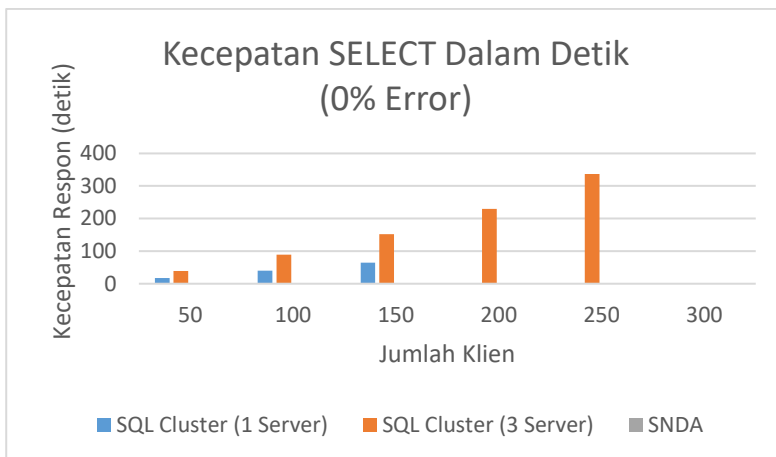 Kecepatan SELECT Dalam Detik
(0% Error)
Kecepatan Respon (detik)
400
300
200
100
0
50 100 150 200 250 300
Jumlah Klien
SQL Cluster (1 Server) SQL Cluster (3 Server) SNDA